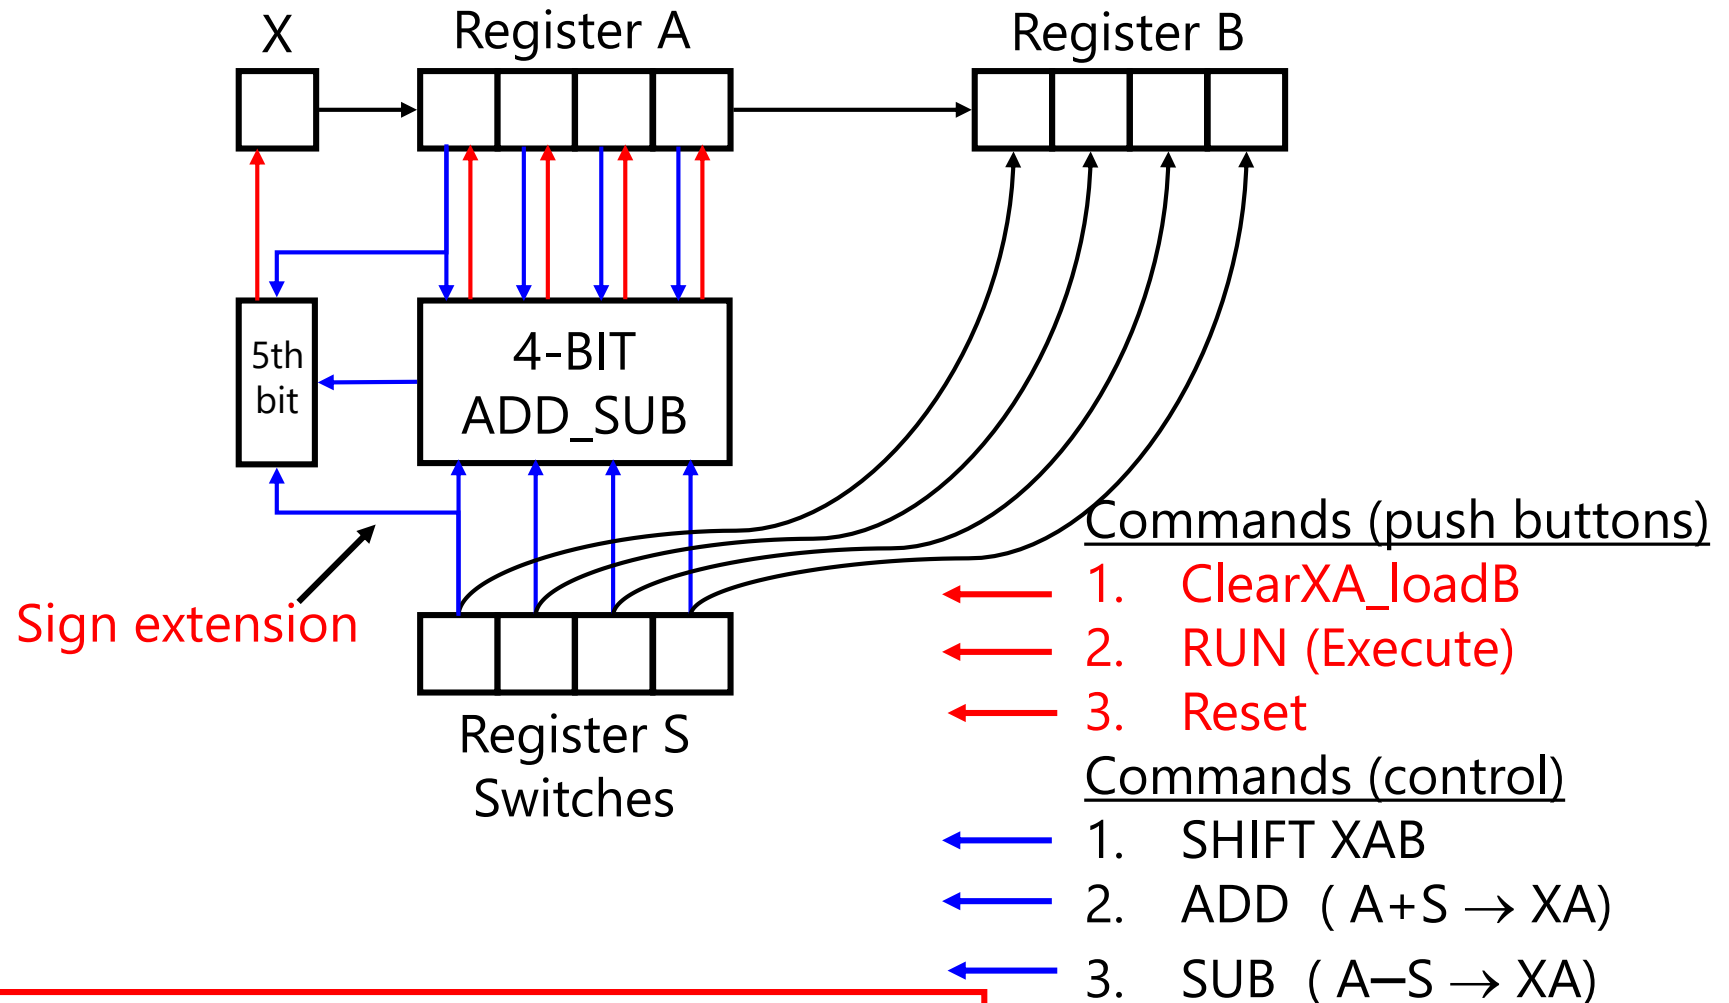 X
Register A
Register B
5th
bit
4-BIT
ADD_SUB
Sign extension
Register S
Switches
Commands (push buttons)
1. ClearXA_loadB
2. RUN (Execute)
3. Reset
Commands (control)
1. SHIFT XAB
2. ADD ( A+S → XA)
3. SUB ( A−S → XA)